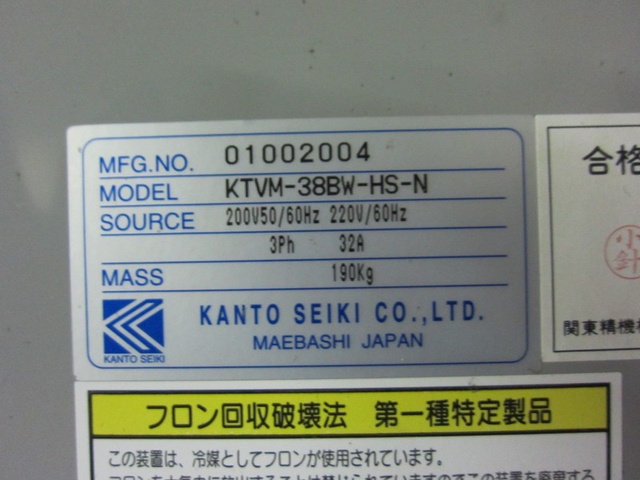 MFG.NO. 01002004
MODEL KTVM-38BW-HS-N
SOURCE 200V50/60Hz 220V/60Hz
3Ph 32A
MASS 190Kg
KANTO SEIKI
KANTO SEIKI CO.,LTD.
MAEBASHI JAPAN
合格
小針
関東精機
フロン回収破壊法 第一種特定製品
この装置は、冷媒としてフロンが使用されています。